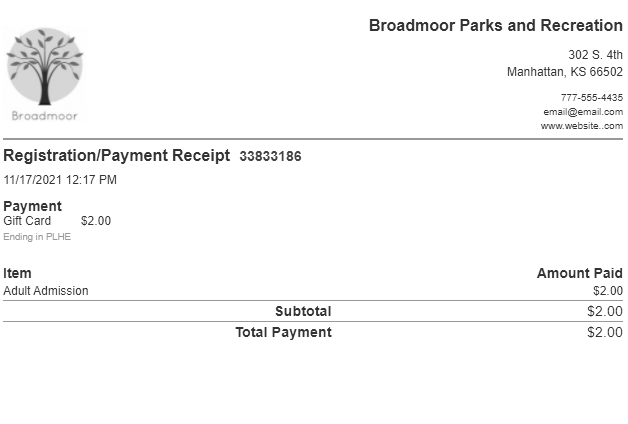 Broadmoor Parks and Recreation
Broadmoor
302 S. 4th
Manhattan, KS 66502
777-555-4435
email@email.com
www.website..com
Registration/Payment Receipt 33833186
11/17/2021 12:17 PM
Payment
Gift Card $2.00
Ending in PLHE
Item Amount Paid
Adult Admission $2.00
Subtotal $2.00
Total Payment $2.00